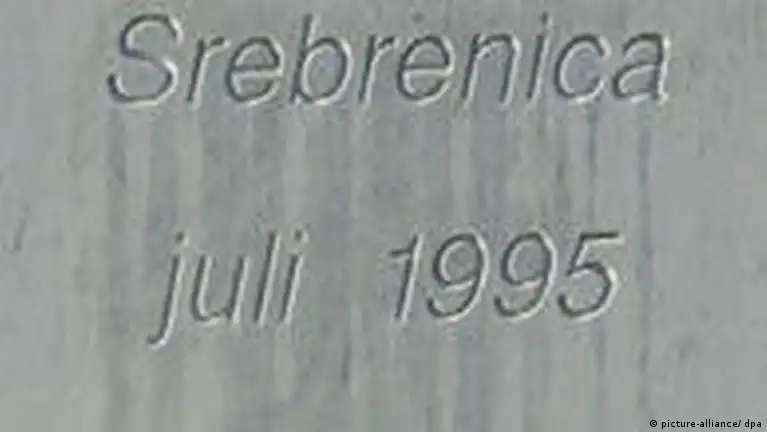 Srebrenica
juli 1995
© picture-alliance/ dpa